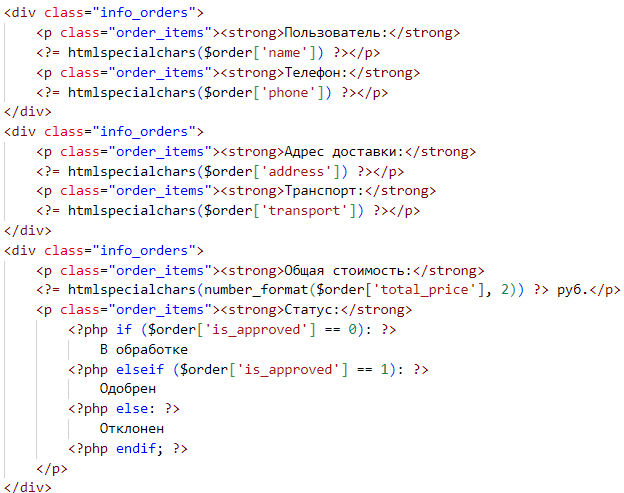 <div class="info_orders">
    <p class="order_items"><strong>Пользователь:</strong>
    <?= htmlspecialchars($order['name']) ?></p>
    <p class="order_items"><strong>Телефон:</strong>
    <?= htmlspecialchars($order['phone']) ?></p>
</div>
<div class="info_orders">
    <p class="order_items"><strong>Адрес доставки:</strong>
    <?= htmlspecialchars($order['address']) ?></p>
    <p class="order_items"><strong>Транспорт:</strong>
    <?= htmlspecialchars($order['transport']) ?></p>
</div>
<div class="info_orders">
    <p class="order_items"><strong>Общая стоимость:</strong>
    <?= htmlspecialchars(number_format($order['total_price'], 2)) ?> руб.</p>
    <p class="order_items"><strong>Статус:</strong>
        <?php if ($order['is_approved'] == 0): ?>
            В обработке
        <?php elseif ($order['is_approved'] == 1): ?>
            Одобрен
        <?php else: ?>
            Отклонен
        <?php endif; ?>
    </p>
</div>